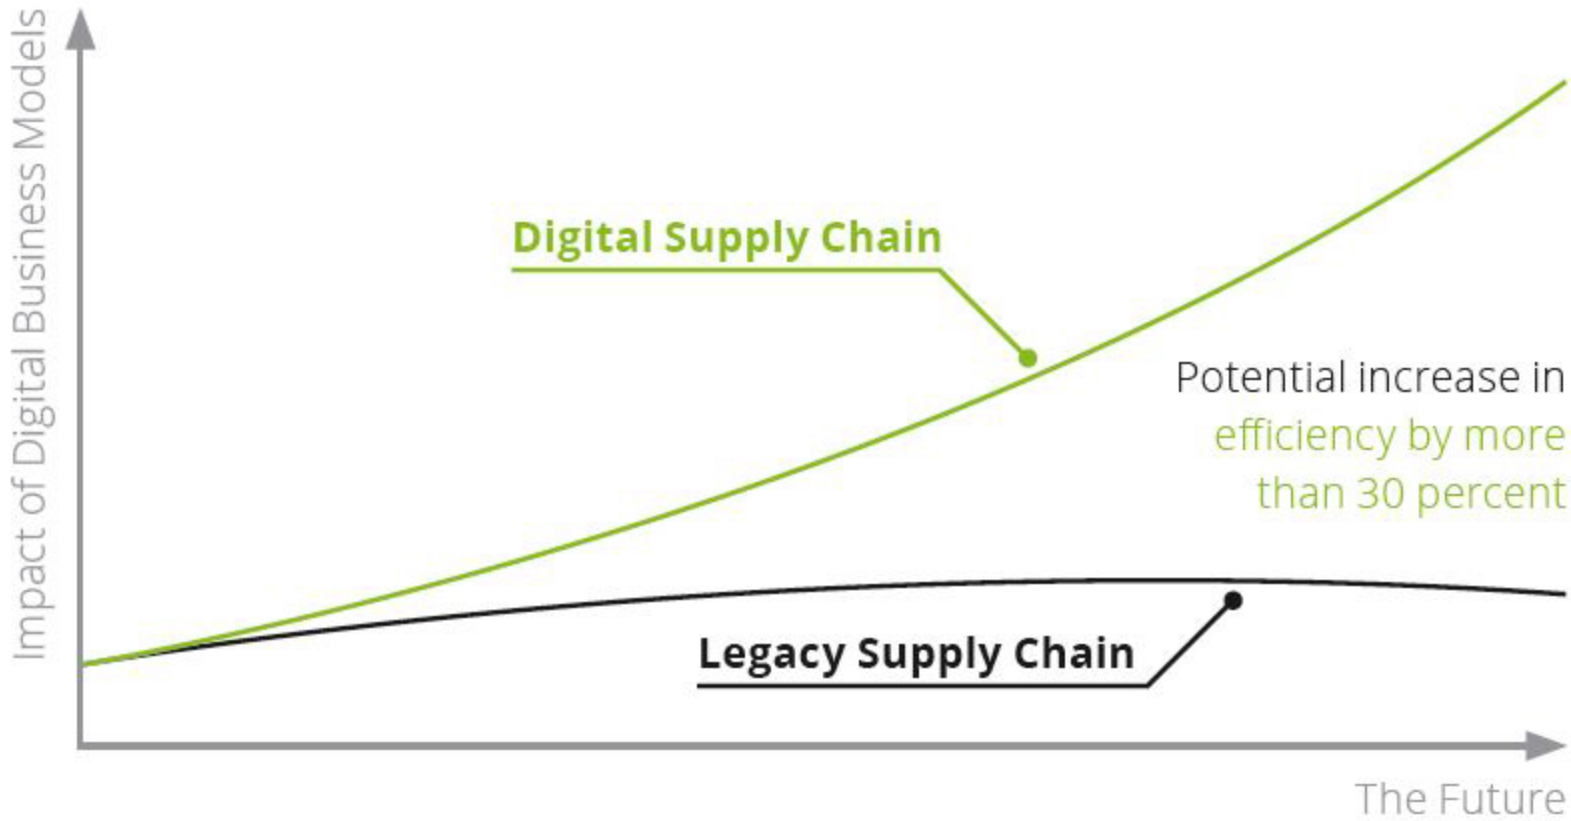 Impact of Digital Business Models
Digital Supply Chain
Potential increase in
efficiency by more
than 30 percent
Legacy Supply Chain
The Future